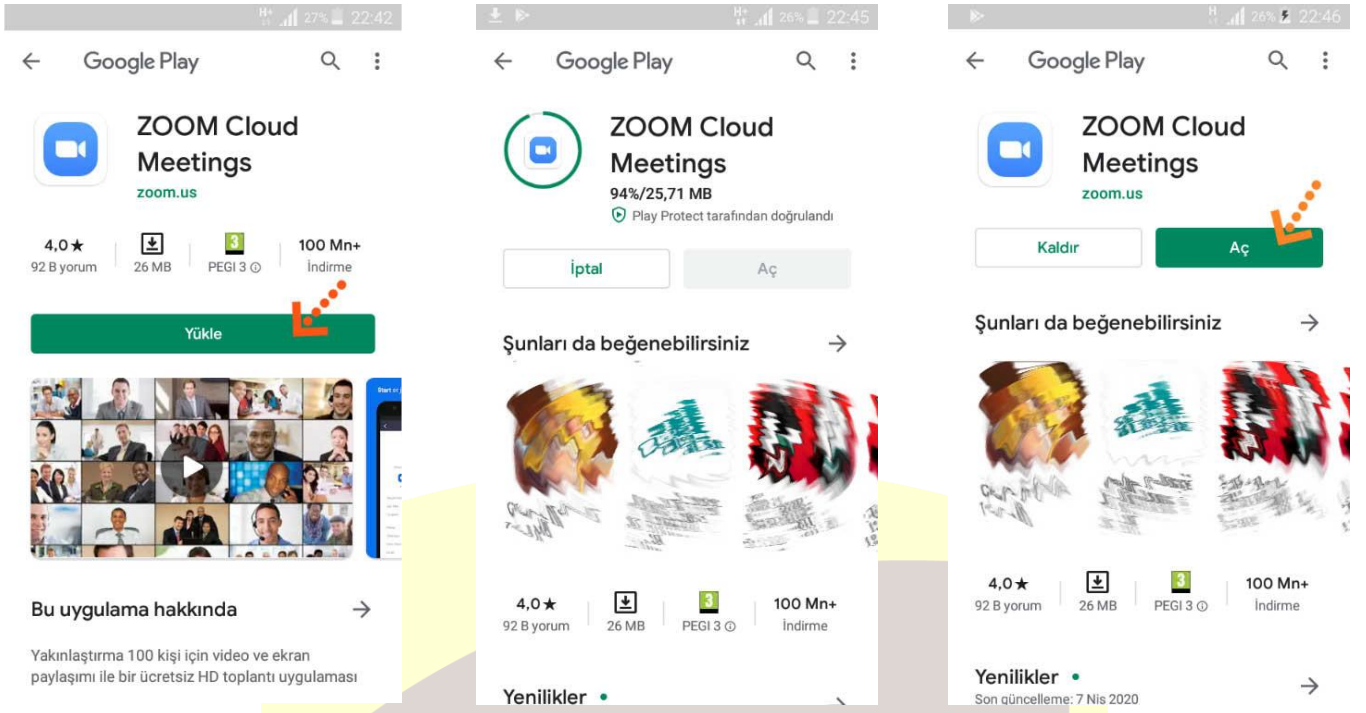 H+ 27% 22:42
Google Play
ZOOM Cloud
Meetings
zoom.us
4,0★
92 B yorum
26 MB
3
PEGI 3
100 Mn+
İndirme
Yükle
Start or j
Bu uygulama hakkında
Yakınlaştırma 100 kişi için video ve ekran
paylaşımı ile bir ücretsiz HD toplantı uygulaması
H+ 26% 22:45
Google Play
ZOOM Cloud
Meetings
94%/25,71 MB
Play Protect tarafından doğrulandı
İptal
Aç
Şunları da beğenebilirsiniz
4,0★
92 B yorum
26 MB
3
PEGI 3
100 Mn+
İndirme
Yenilikler
H 26% 22:46
Google Play
ZOOM Cloud
Meetings
zoom.us
Kaldır
Aç
Şunları da beğenebilirsiniz
4,0★
92 B yorum
26 MB
3
PEGI 3
100 Mn+
İndirme
Yenilikler
Son güncelleme: 7 Nis 2020